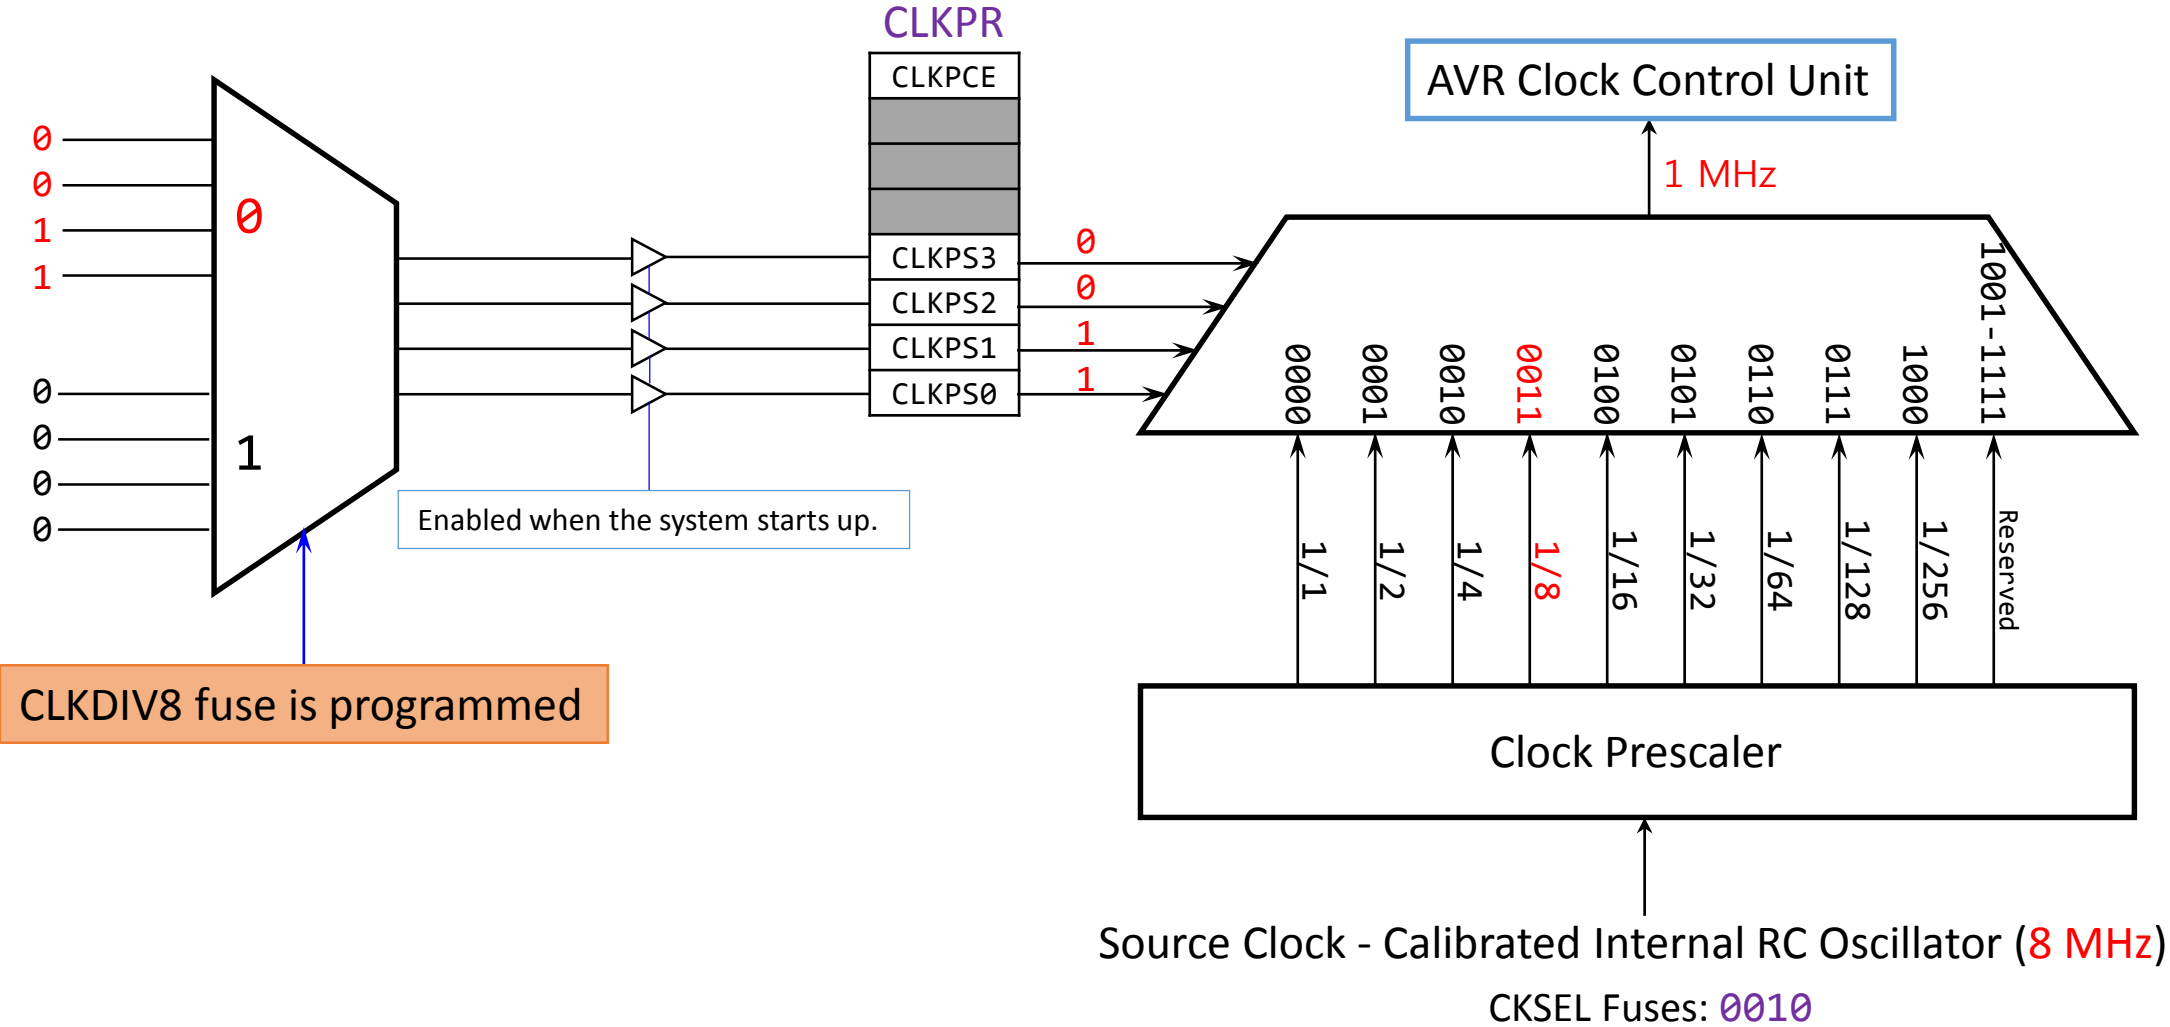 CLKPR
CLKPCE
AVR Clock Control Unit
1 MHz
0
0
1
1
0
CLKPS3
CLKPS2
CLKPS1
CLKPS0
0
0
1
1
0000
0001
0010
0011
0100
0101
0110
0111
1000
1001-1111
0
0
0
0
1
Enabled when the system starts up.
1/1
1/2
1/4
1/8
1/16
1/32
1/64
1/128
1/256
Reserved
CLKDIV8 fuse is programmed
Clock Prescaler
Source Clock - Calibrated Internal RC Oscillator (8 MHz)
CKSEL Fuses: 0010